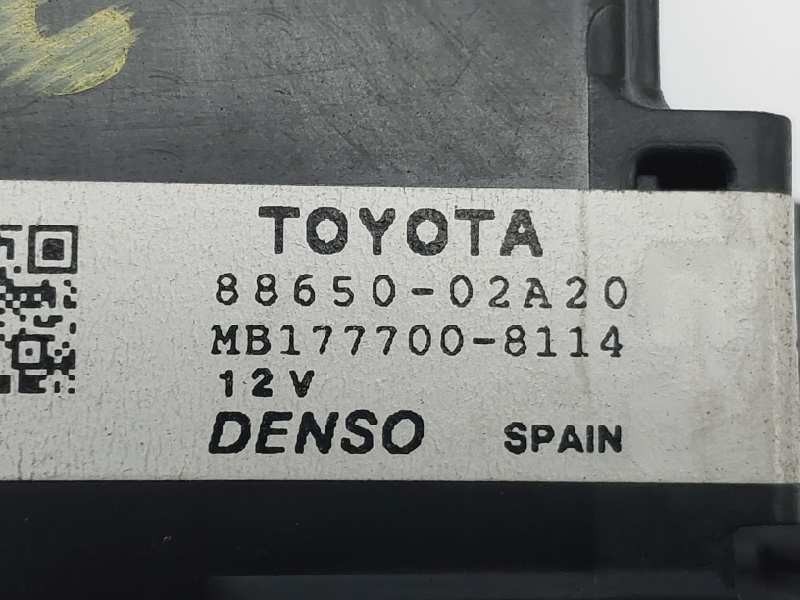 TOYOTA
88650-02A20
MB177700-8114
12V
DENSO SPAIN